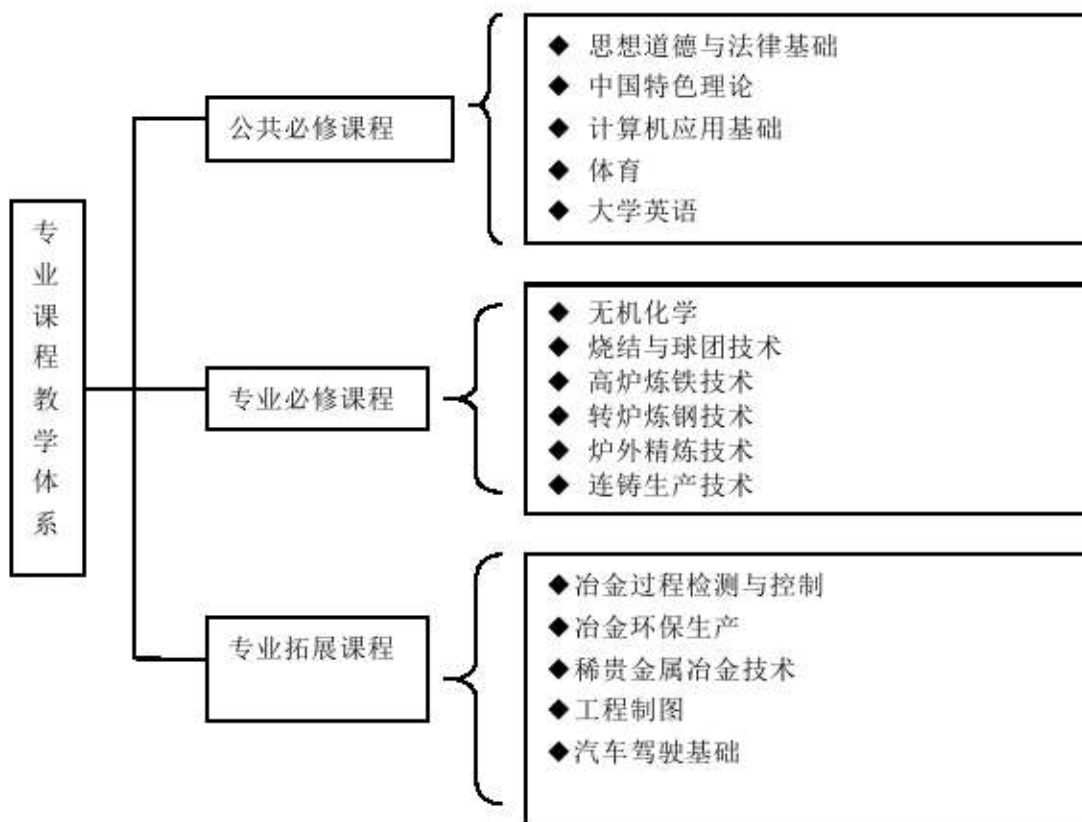 专业课程教学体系
公共必修课程
◆ 思想道德与法律基础
◆ 中国特色理论
◆ 计算机应用基础
◆ 体育
◆ 大学英语
专业必修课程
◆ 无机化学
◆ 烧结与球团技术
◆ 高炉炼铁技术
◆ 转炉炼钢技术
◆ 炉外精炼技术
◆ 连铸生产技术
专业拓展课程
◆冶金过程检测与控制
◆冶金环保生产
◆稀贵金属冶金技术
◆工程制图
◆汽车驾驶基础